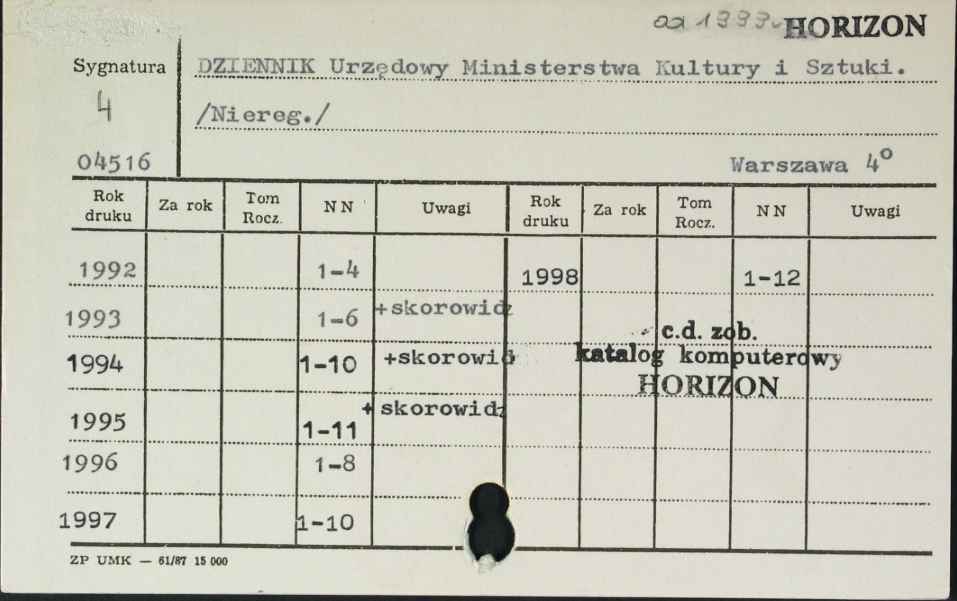 od 1999 HORIZON
Sygnatura DZIENNIK Urzędowy Ministerstwa Kultury i Sztuki.
4 /Niereg./
04516 Warszawa 4°
Rok druku Za rok Tom Rocz. NN Uwagi Rok druku Za rok Tom Rocz. NN Uwagi
1992 1-4 1998 1-12
1993 1-6 +skorowidz
c.d. zob.
1994 1-10 +skorowidz katalog komputerowy
HORIZON
1995 1-11 +skorowidz
1996 1-8
1997 1-10
ZP UMK — 61/87 15 000